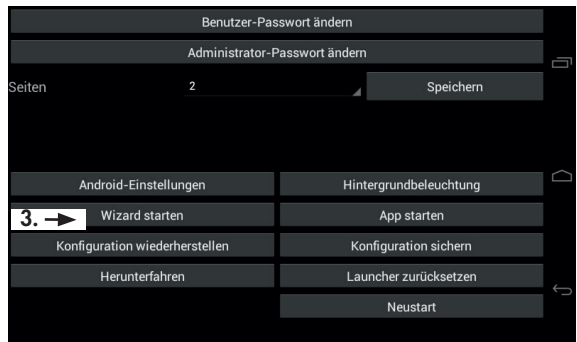 Benutzer-Passwort ändern
Administrator-Passwort ändern
Seiten 2 Speichern
Android-Einstellungen Hintergrundbeleuchtung
3. → Wizard starten App starten
Konfiguration wiederherstellen Konfiguration sichern
Herunterfahren Launcher zurücksetzen
Neustart